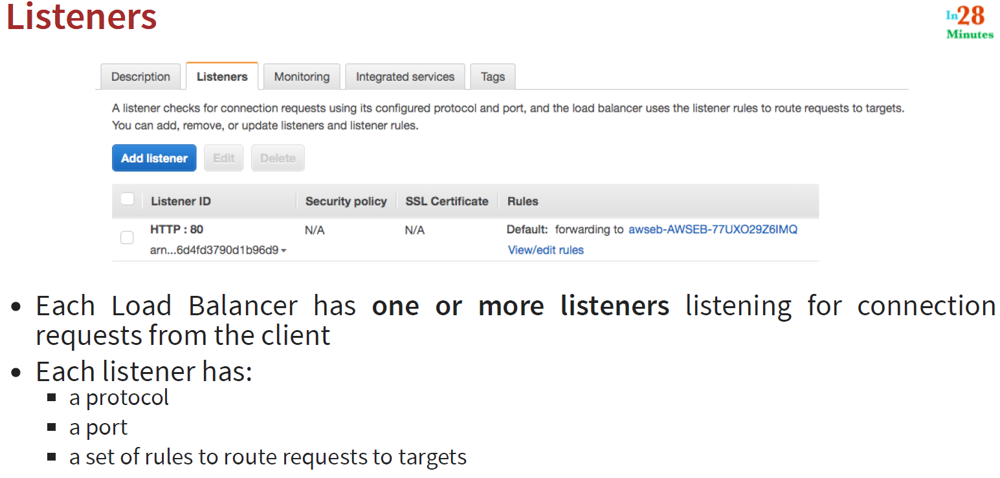 Listeners
In28
Minutes
Description
Listeners
Monitoring
Integrated services
Tags
A listener checks for connection requests using its configured protocol and port, and the load balancer uses the listener rules to route requests to targets.
You can add, remove, or update listeners and listener rules.
Add listener
Edit
Delete
Listener ID
Security policy
SSL Certificate
Rules
HTTP : 80
N/A
N/A
Default: forwarding to awseb-AWSEB-77UXO29Z6IMQ
arn...6d4fd3790d1b96d9
View/edit rules
• Each Load Balancer has one or more listeners listening for connection
requests from the client
• Each listener has:
▪ a protocol
▪ a port
▪ a set of rules to route requests to targets